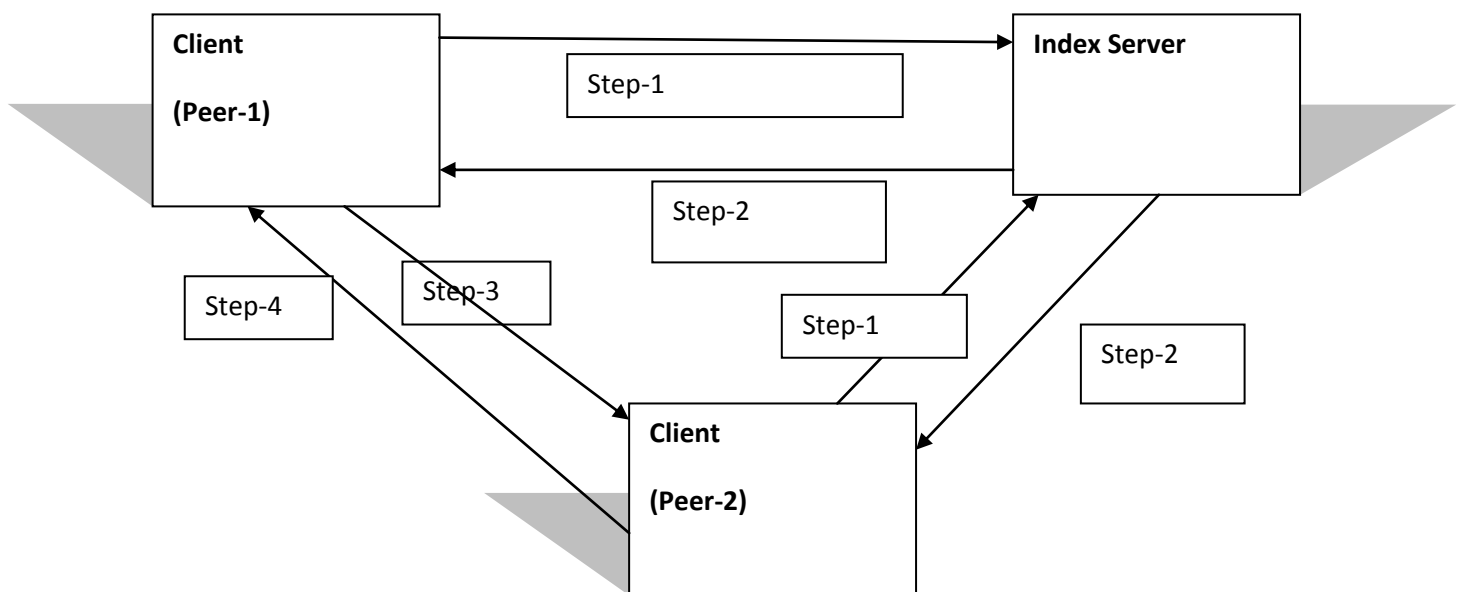 Client
(Peer-1)
Index Server
Step-1
Step-2
Step-4
Step-3
Step-1
Step-2
Client
(Peer-2)